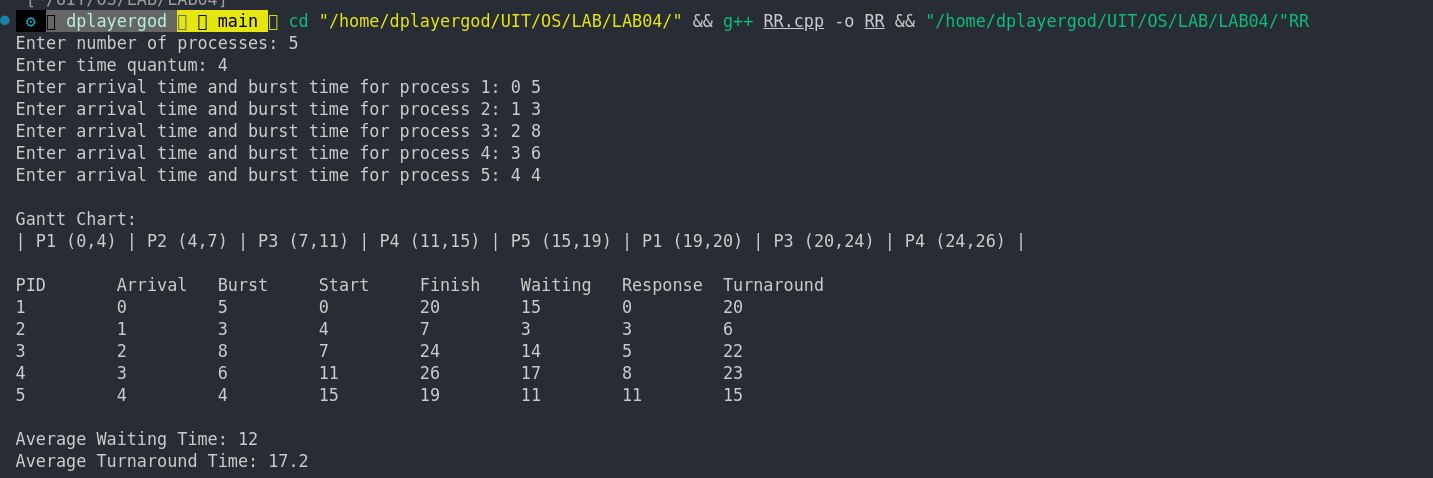 [~/UIT/OS/LAB/LAB04]
dplayergod main cd "/home/dplayergod/UIT/OS/LAB/LAB04/" && g++ RR.cpp -o RR && "/home/dplayergod/UIT/OS/LAB/LAB04/"RR
Enter number of processes: 5
Enter time quantum: 4
Enter arrival time and burst time for process 1: 0 5
Enter arrival time and burst time for process 2: 1 3
Enter arrival time and burst time for process 3: 2 8
Enter arrival time and burst time for process 4: 3 6
Enter arrival time and burst time for process 5: 4 4

Gantt Chart:
| P1 (0,4) | P2 (4,7) | P3 (7,11) | P4 (11,15) | P5 (15,19) | P1 (19,20) | P3 (20,24) | P4 (24,26) |

PID Arrival Burst Start Finish Waiting Response Turnaround
1 0 5 0 20 15 0 20
2 1 3 4 7 3 3 6
3 2 8 7 24 14 5 22
4 3 6 11 26 17 8 23
5 4 4 15 19 11 11 15

Average Waiting Time: 12
Average Turnaround Time: 17.2